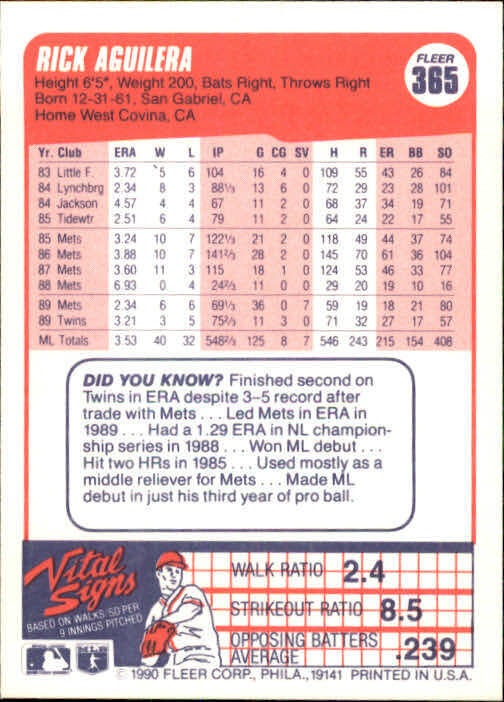 RICK AGUILERA
FLEER
365
Height 6'5", Weight 200, Bats Right, Throws Right
Born 12-31-61, San Gabriel, CA
Home West Covina, CA
Yr. Club ERA W L IP G CG SV H R ER BB SO
83 Little F. 3.72 5 6 104 16 4 0 109 55 43 26 84
84 Lynchbrg 2.34 8 3 88⅓ 13 6 0 72 29 23 28 101
84 Jackson 4.57 4 4 67 11 2 0 68 37 34 19 71
85 Tidewtr 2.51 6 4 79 11 2 0 64 24 22 17 55
85 Mets 3.24 10 7 122⅓ 21 2 0 118 49 44 37 74
86 Mets 3.88 10 7 141⅔ 28 2 0 145 70 61 36 104
87 Mets 3.60 11 3 115 18 1 0 124 53 46 33 77
88 Mets 6.93 0 4 24⅔ 11 0 0 29 20 19 10 16
89 Mets 2.34 6 6 69⅓ 36 0 7 59 19 18 21 80
89 Twins 3.21 3 5 75⅔ 11 3 0 71 32 27 17 57
ML Totals 3.53 40 32 548⅔ 125 8 7 546 243 215 154 408
DID YOU KNOW? Finished second on
Twins in ERA despite 3–5 record after
trade with Mets . . . Led Mets in ERA in
1989 . . . Had a 1.29 ERA in NL champion-
ship series in 1988 . . . Won ML debut . . .
Hit two HRs in 1985 . . . Used mostly as a
middle reliever for Mets . . . Made ML
debut in just his third year of pro ball.
Vital
Signs
BASED ON WALKS/SO PER
9 INNINGS PITCHED
WALK RATIO 2.4
STRIKEOUT RATIO 8.5
OPPOSING BATTERS
AVERAGE .239
© 1990 FLEER CORP., PHILA., 19141 PRINTED IN U.S.A.